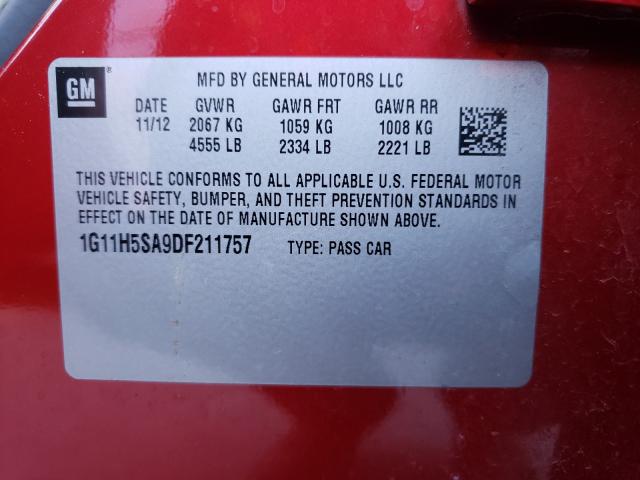 GM ®
MFD BY GENERAL MOTORS LLC
DATE GVWR GAWR FRT GAWR RR
11/12 2067 KG 1059 KG 1008 KG
4555 LB 2334 LB 2221 LB
THIS VEHICLE CONFORMS TO ALL APPLICABLE U.S. FEDERAL MOTOR
VEHICLE SAFETY, BUMPER, AND THEFT PREVENTION STANDARDS IN
EFFECT ON THE DATE OF MANUFACTURE SHOWN ABOVE.
1G11H5SA9DF211757 TYPE: PASS CAR